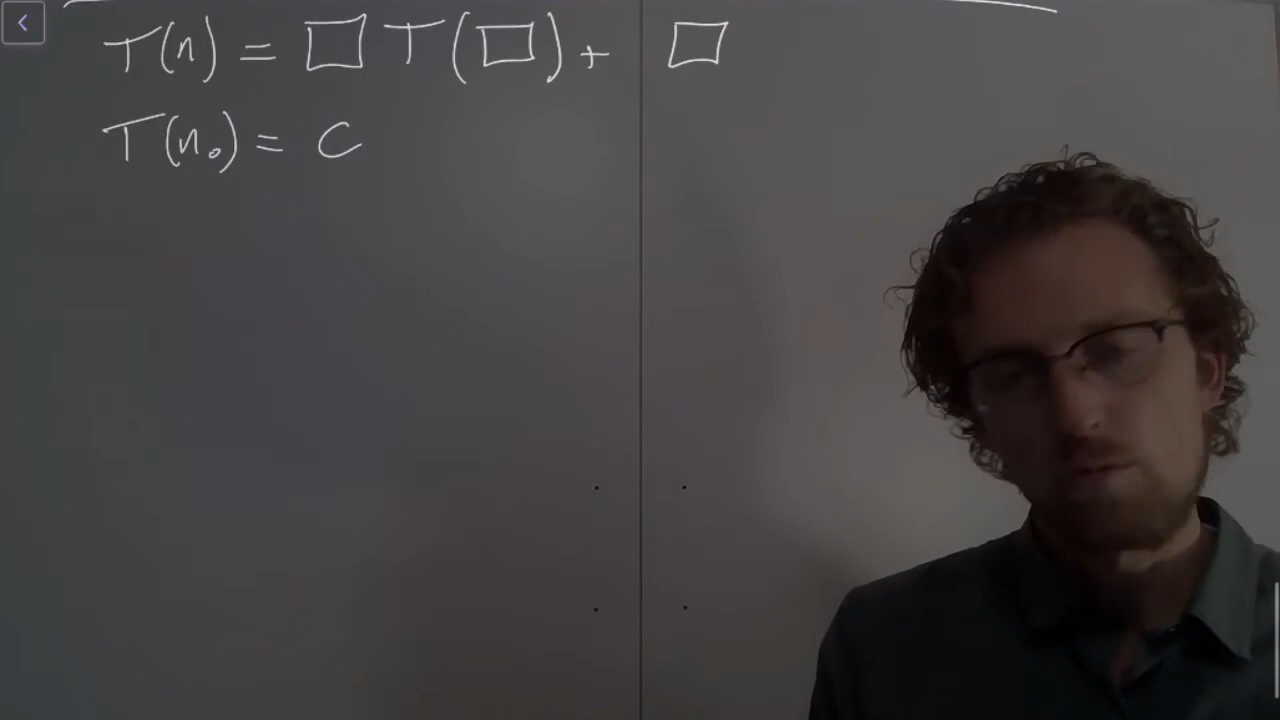 T(n) = □ T(□) + □
T(n₀) = c